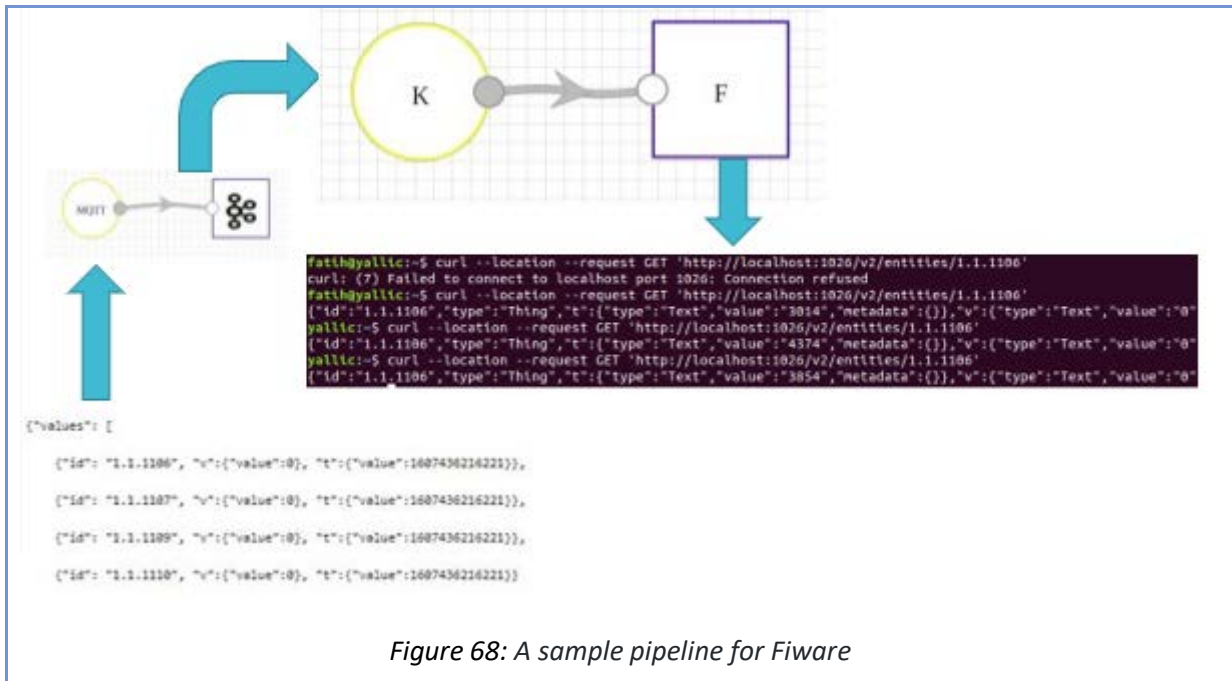 K
F
MQTT
fatih@yallic:~$ curl --location --request GET 'http://localhost:1026/v2/entities/1.1.1106'
curl: (7) Failed to connect to localhost port 1026: Connection refused
fatih@yallic:~$ curl --location --request GET 'http://localhost:1026/v2/entities/1.1.1106'
{"id":"1.1.1106","type":"Thing","t":{"type":"Text","value":"3014","metadata":{}},"v":{"type":"Text","value":"0"
yallic:~$ curl --location --request GET 'http://localhost:1026/v2/entities/1.1.1106'
{"id":"1.1.1106","type":"Thing","t":{"type":"Text","value":"4374","metadata":{}},"v":{"type":"Text","value":"0"
yallic:~$ curl --location --request GET 'http://localhost:1026/v2/entities/1.1.1106'
{"id":"1.1.1106","type":"Thing","t":{"type":"Text","value":"3854","metadata":{}},"v":{"type":"Text","value":"0"
{"values": [
{"id": "1.1.1106", "v":{"value":0}, "t":{"value":1607436216221}},
{"id": "1.1.1107", "v":{"value":0}, "t":{"value":1607436216221}},
{"id": "1.1.1109", "v":{"value":0}, "t":{"value":1607436216221}},
{"id": "1.1.1110", "v":{"value":0}, "t":{"value":1607436216221}}
Figure 68: A sample pipeline for Fiware